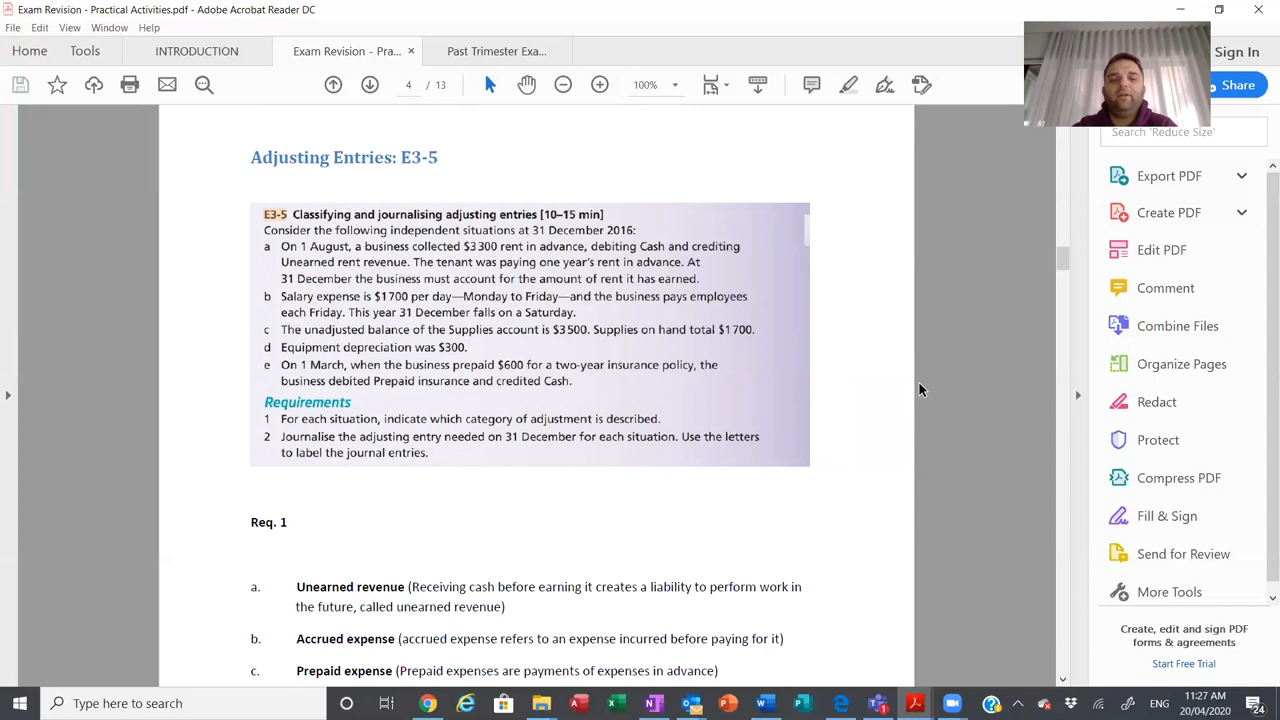 Exam Revision - Practical Activities.pdf - Adobe Acrobat Reader DC
File Edit View Window Help
Home Tools INTRODUCTION Exam Revision - Pra... × Past Trimester Exa... Sign In
4 / 13 100% Share
Search 'Reduce Size'
Adjusting Entries: E3-5
E3-5 Classifying and journalising adjusting entries [10–15 min]
Consider the following independent situations at 31 December 2016:
a On 1 August, a business collected $3300 rent in advance, debiting Cash and crediting
Unearned rent revenue. The tenant was paying one year's rent in advance. At
31 December the business must account for the amount of rent it has earned.
b Salary expense is $1700 per day—Monday to Friday—and the business pays employees
each Friday. This year 31 December falls on a Saturday.
c The unadjusted balance of the Supplies account is $3500. Supplies on hand total $1700.
d Equipment depreciation was $300.
e On 1 March, when the business prepaid $600 for a two-year insurance policy, the
business debited Prepaid insurance and credited Cash.
Requirements
1 For each situation, indicate which category of adjustment is described.
2 Journalise the adjusting entry needed on 31 December for each situation. Use the letters
to label the journal entries.
Req. 1
a. Unearned revenue (Receiving cash before earning it creates a liability to perform work in
the future, called unearned revenue)
b. Accrued expense (accrued expense refers to an expense incurred before paying for it)
c. Prepaid expense (Prepaid expenses are payments of expenses in advance)
Export PDF
Create PDF
Edit PDF
Comment
Combine Files
Organize Pages
Redact
Protect
Compress PDF
Fill & Sign
Send for Review
More Tools
Create, edit and sign PDF
forms & agreements
Start Free Trial
Type here to search
ENG
11:27 AM
20/04/2020
24